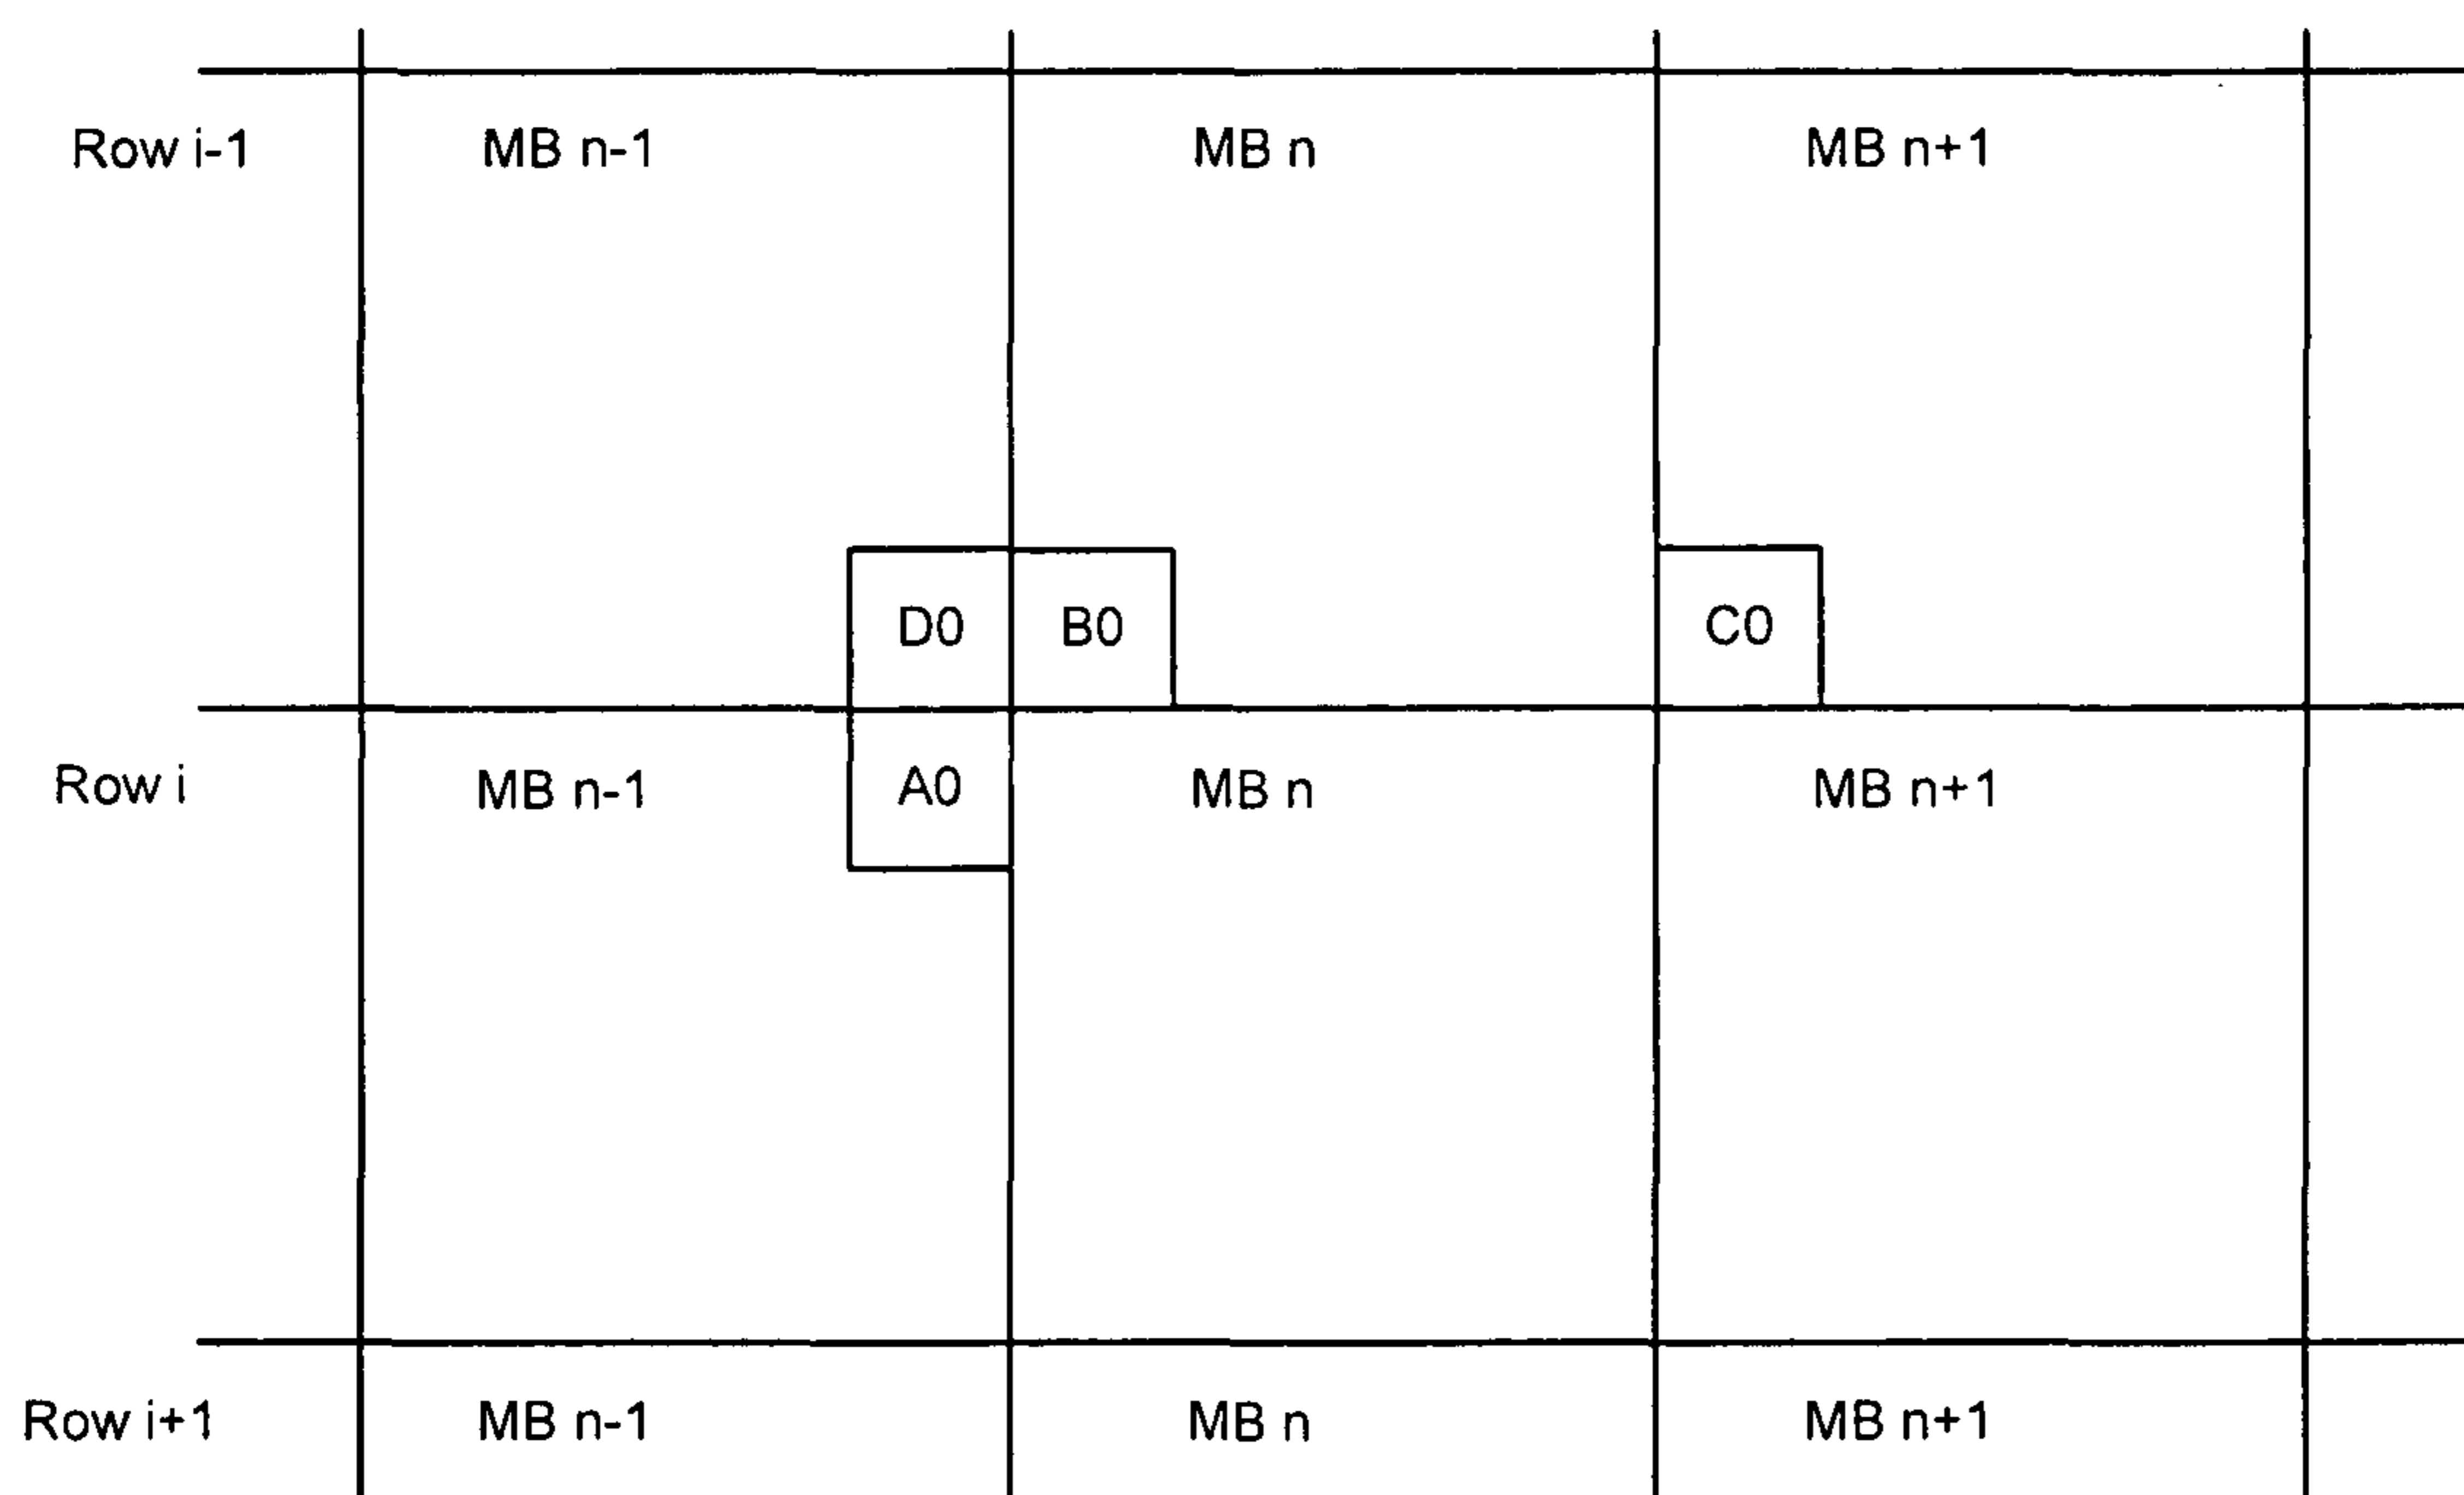 Row i-1 MB n-1 MB n MB n+1
D0 B0 C0
Row i MB n-1 A0 MB n MB n+1
Row i+1 MB n-1 MB n MB n+1